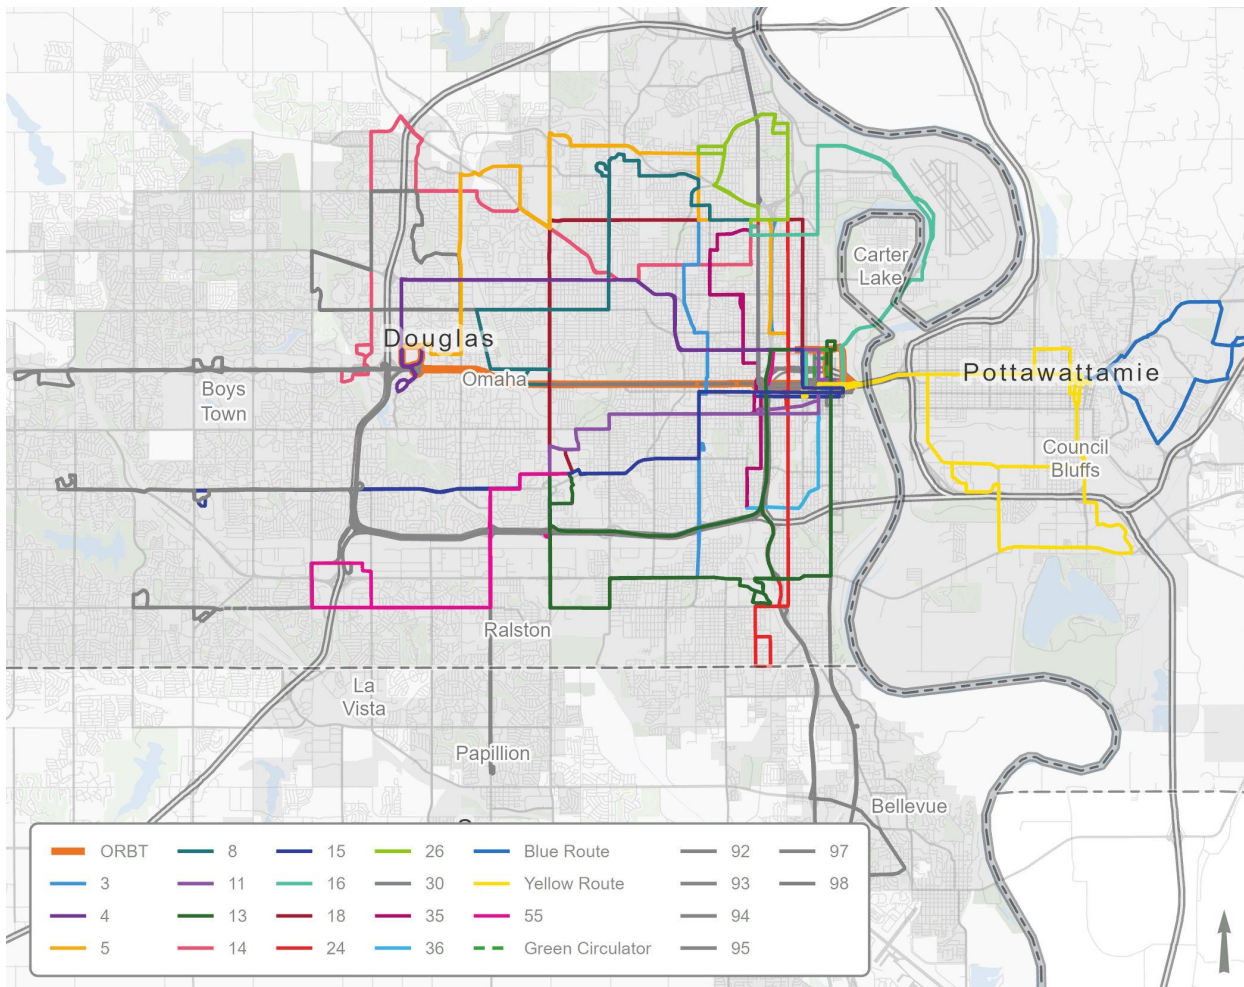 Carter
Lake
Douglas
Pottawattamie
Omaha
Boys
Town
Council
Bluffs
Ralston
La
Vista
Papillion
Bellevue
ORBT
3
4
5
8
11
13
14
15
16
18
24
26
30
35
36
Blue Route
Yellow Route
55
Green Circulator
92
93
94
95
97
98